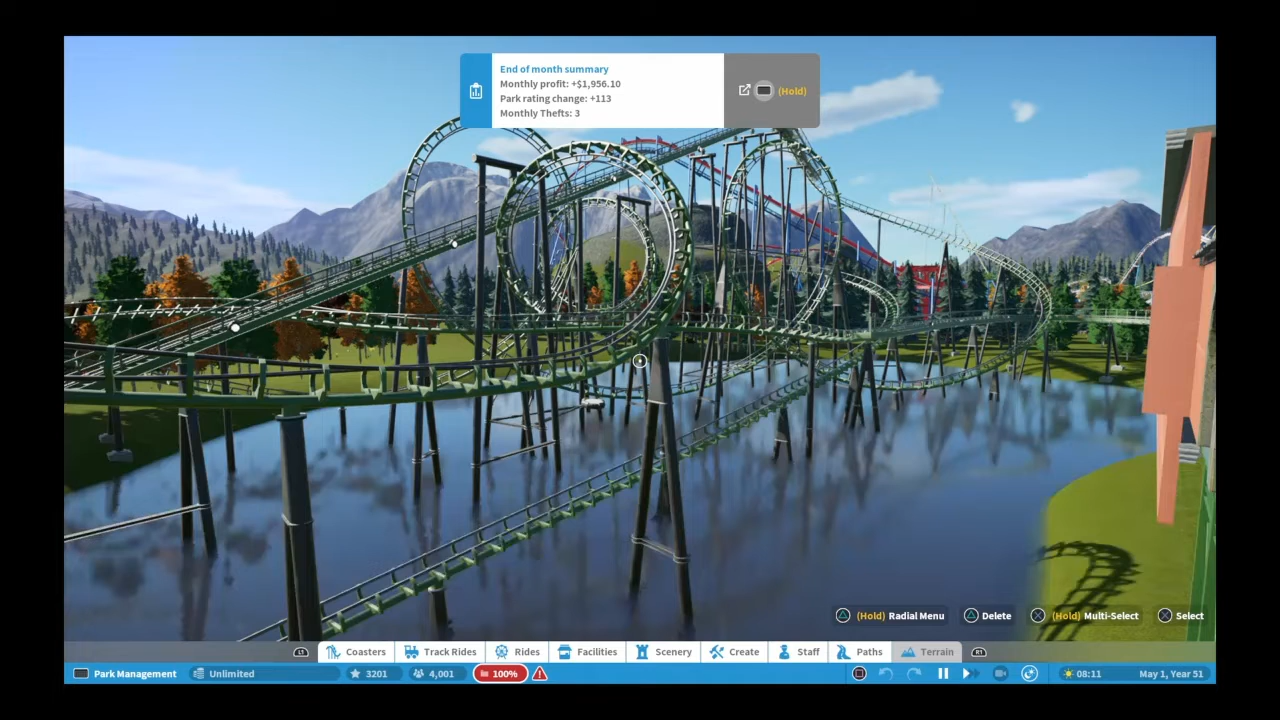 End of month summary
Monthly profit: +$1,956.10
Park rating change: +113
Monthly Thefts: 3
(Hold)
(Hold) Radial Menu
Delete
(Hold) Multi-Select
Select
L1
Coasters
Track Rides
Rides
Facilities
Scenery
Create
Staff
Paths
Terrain
R1
Park Management
Unlimited
3201
4,001
100%
08:11
May 1, Year 51